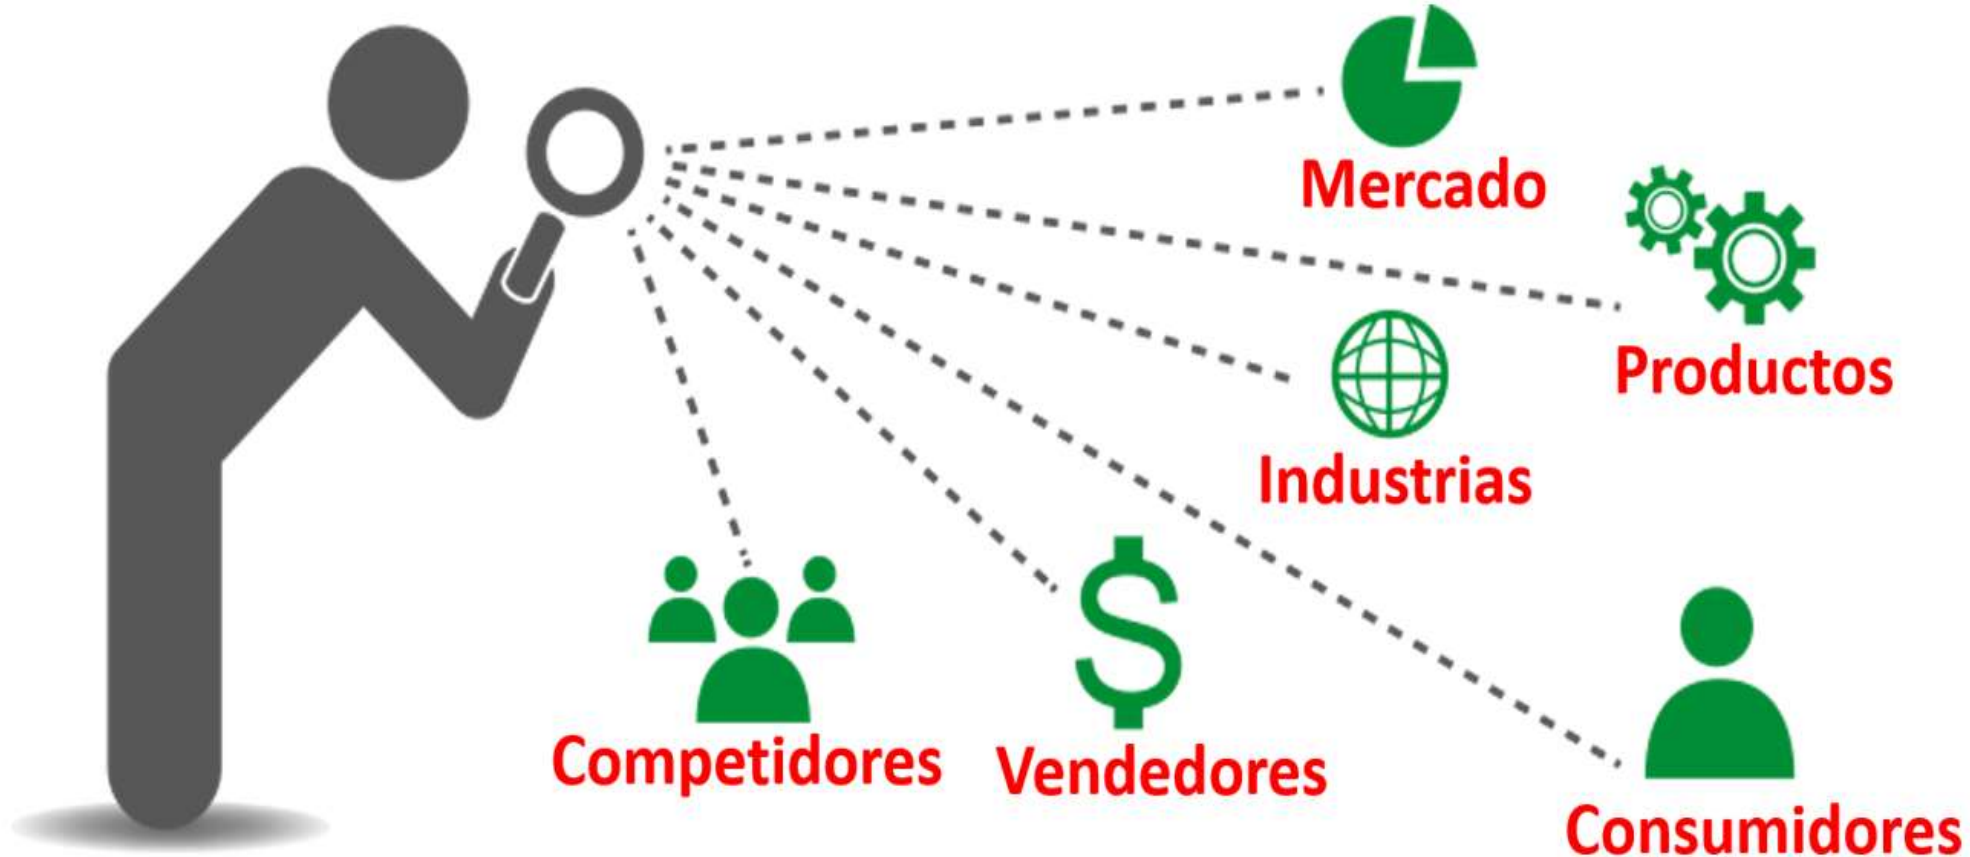 Mercado
Productos
Industrias
Competidores
Vendedores
Consumidores